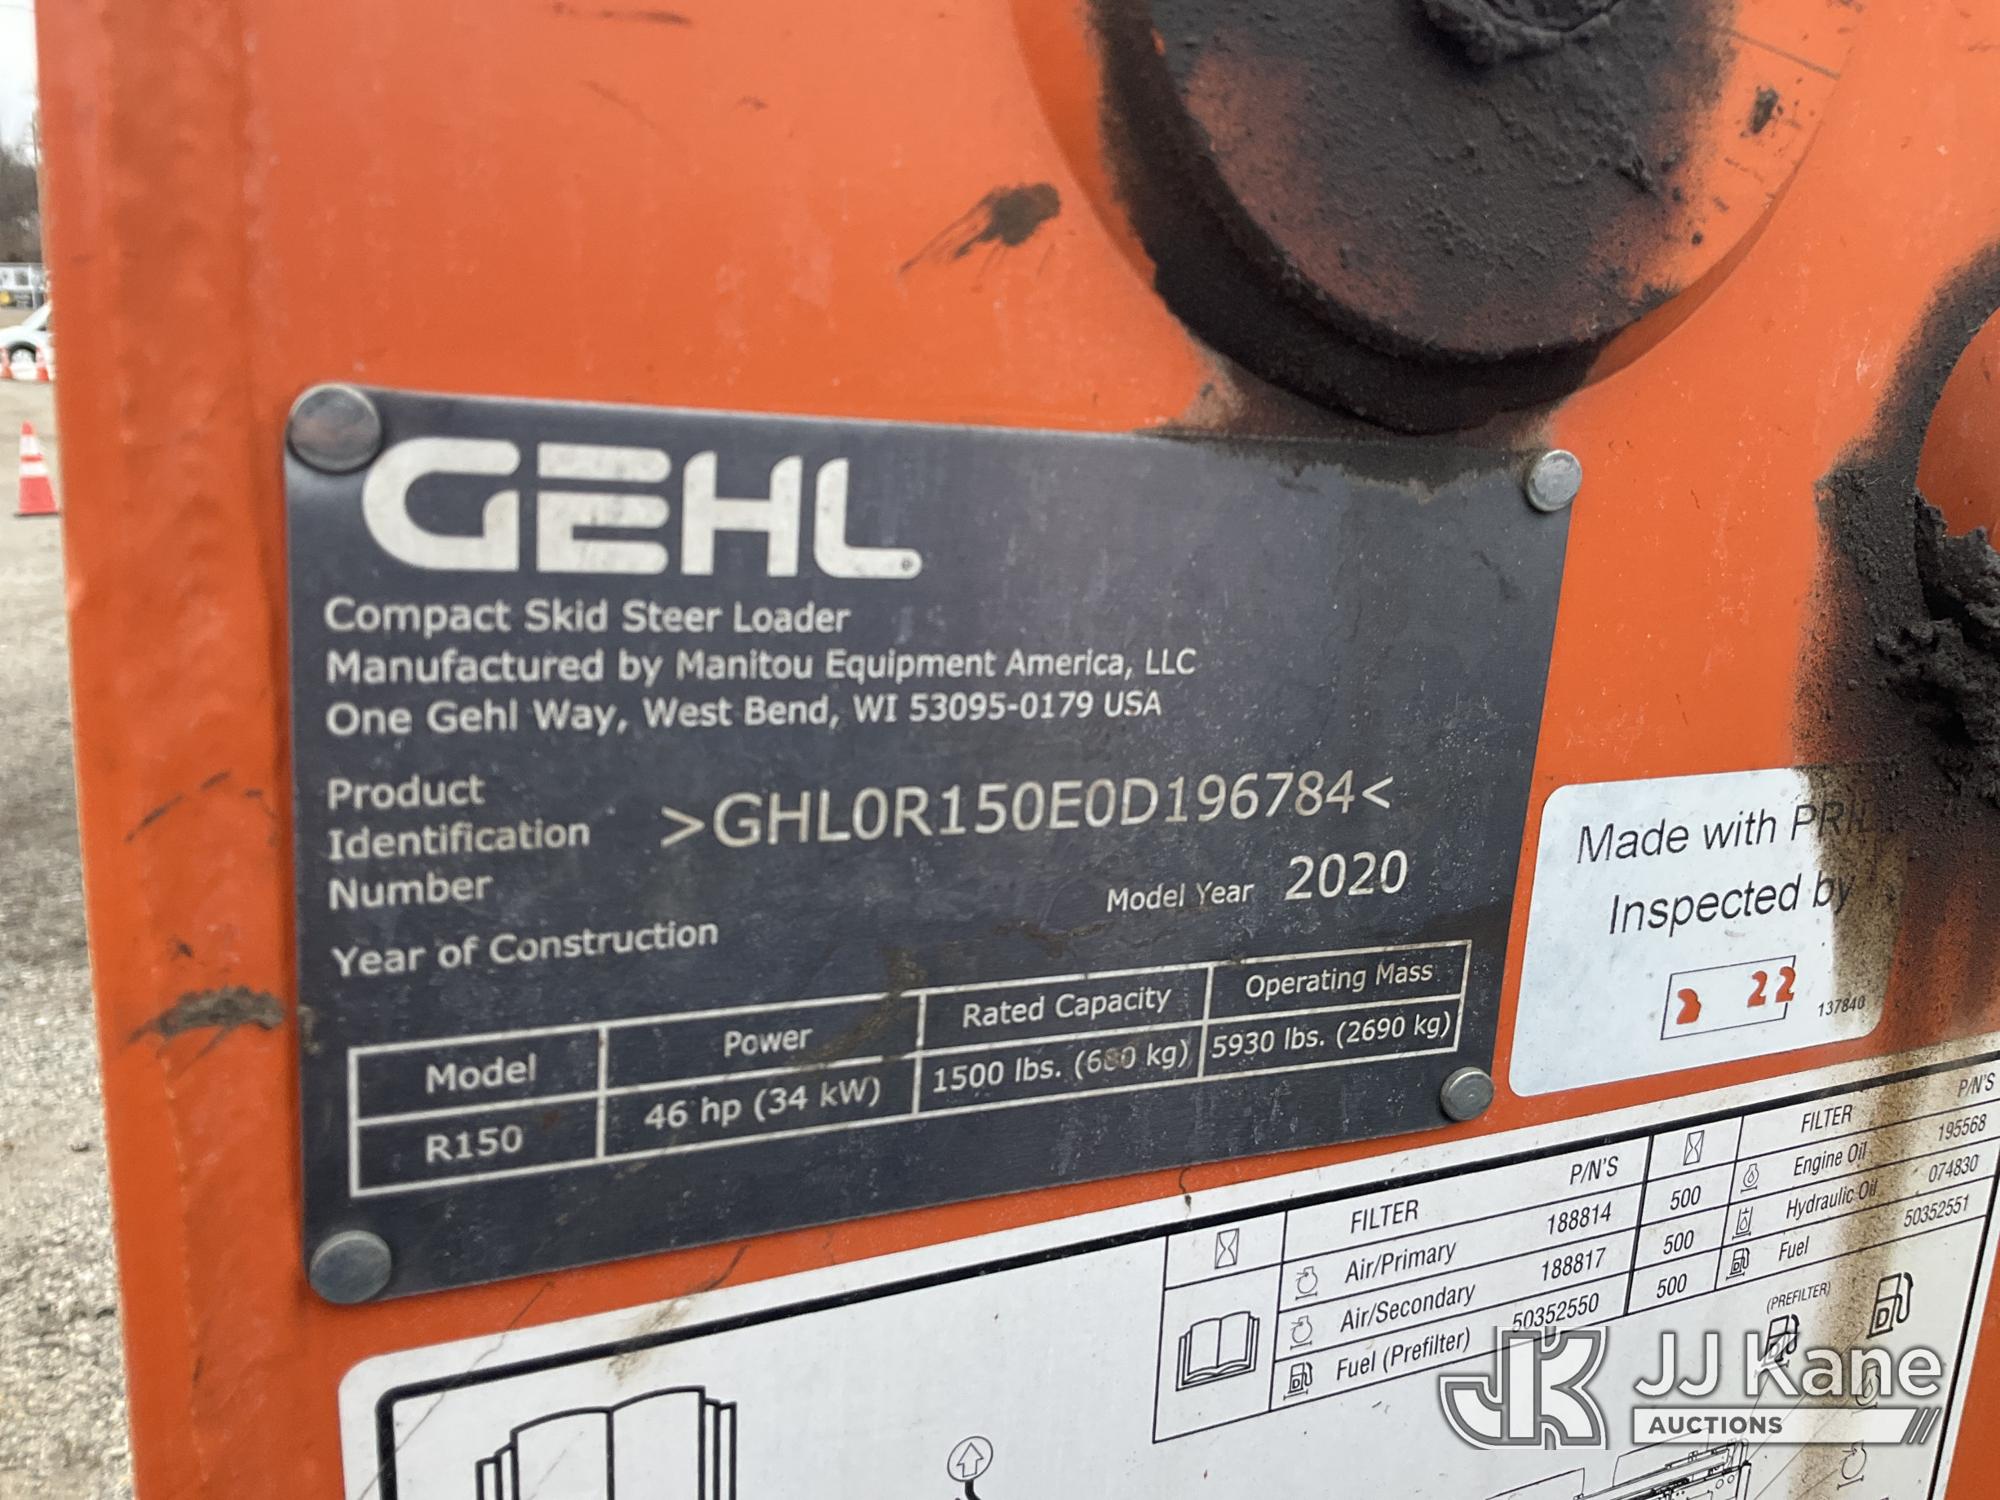 GEHL
Compact Skid Steer Loader
Manufactured by Manitou Equipment America, LLC
One Gehl Way, West Bend, WI 53095-0179 USA
Product
Identification
Number
>GHL0R150E0D196784<
Model Year 2020
Year of Construction
Model Power Rated Capacity Operating Mass
R150 46 hp (34 kW) 1500 lbs. (680 kg) 5930 lbs. (2690 kg)
Made with
Inspected by
22
137840
FILTER P/N'S
Air/Primary 188814
Air/Secondary 188817
Fuel (Prefilter) 50352550
FILTER P/N'S
500 Engine Oil 195568
500 Hydraulic Oil 074830
500 Fuel 50352551
(PREFILTER)
D
D
D
JK JJ Kane
AUCTIONS